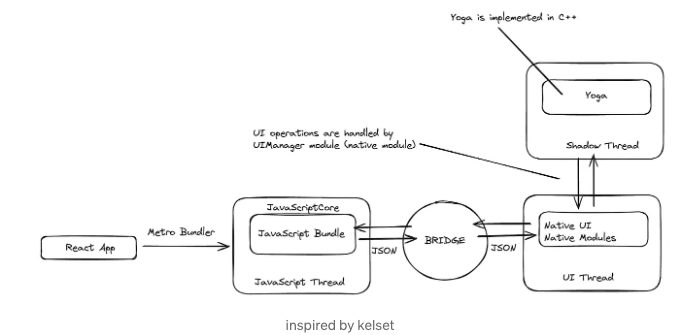 Yoga is implemented in C++
Yoga
Shadow Thread
UI operations are handled by
UIManager module (native module)
React App
Metro Bundler
JavaScriptCore
JavaScript Bundle
JavaScript Thread
JSON
BRIDGE
JSON
Native UI
Native Modules
UI Thread
inspired by kelset